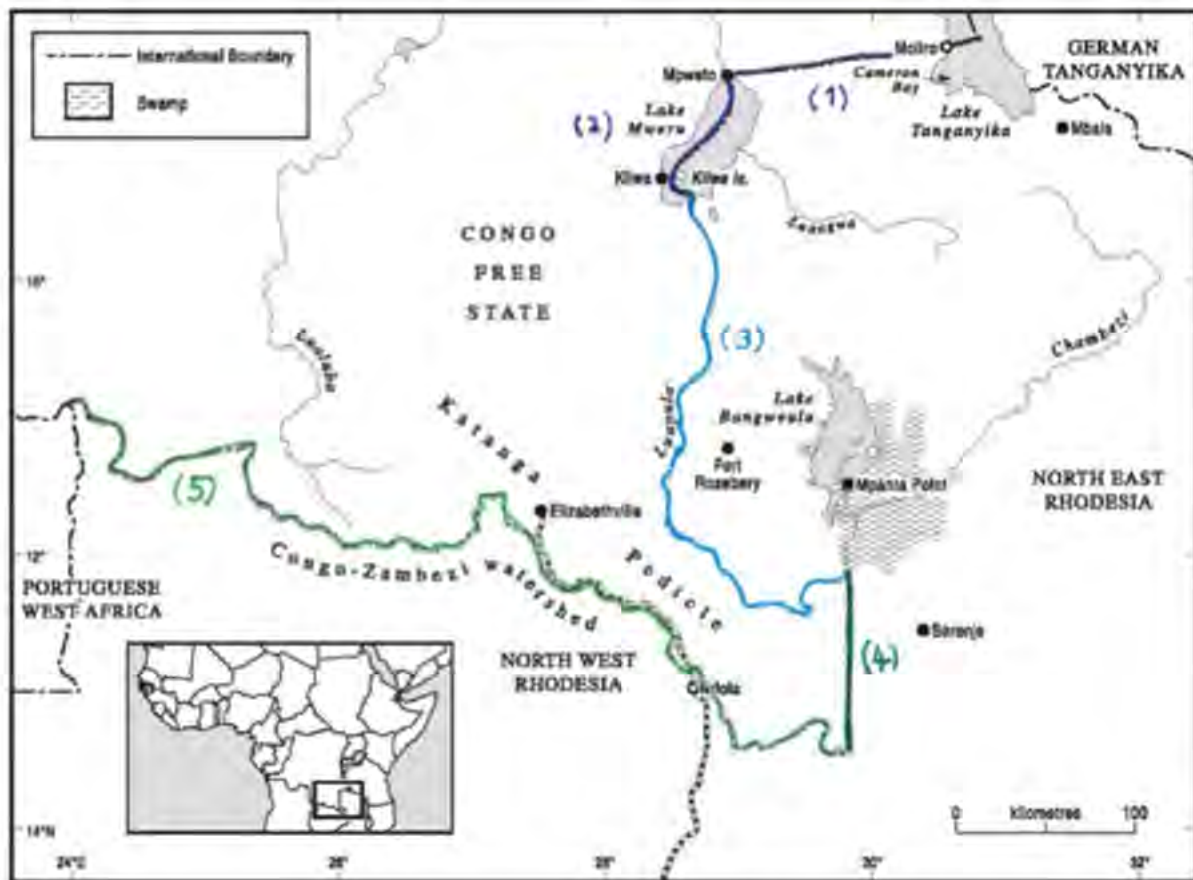 International Boundary
Swamp
Moliro
GERMAN
TANGANYIKA
Mpweto
(1)
Cameron
Bay
Lake
Tanganyika
Mbala
(2)
Lake
Mweru
Kilwa
Kilwa Is.
CONGO
FREE
STATE
Luangwa
10°
Lualaba
(3)
Chambezi
Luapula
Lake
Bangweulu
Katanga
Fort
Rosebery
Mpanta Point
NORTH EAST
RHODESIA
(5)
Elizabethville
12°
Congo-Zambezi watershed
Pedicle
PORTUGUESE
WEST AFRICA
Serenje
(4)
NORTH WEST
RHODESIA
0 kilometres 100
14°N
24°E
26°
28°
30°
32°